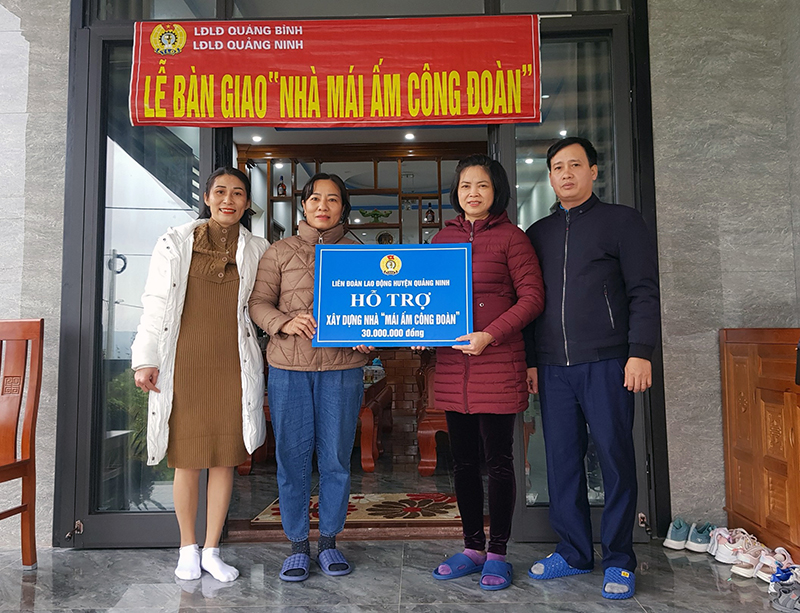 LĐLĐ QUẢNG BÌNH
LĐLĐ QUẢNG NINH
LỄ BÀN GIAO "NHÀ MÁI ẤM CÔNG ĐOÀN"
LIÊN ĐOÀN LAO ĐỘNG HUYỆN QUẢNG NINH
HỖ TRỢ
XÂY DỰNG NHÀ "MÁI ẤM CÔNG ĐOÀN"
30.000.000 đồng